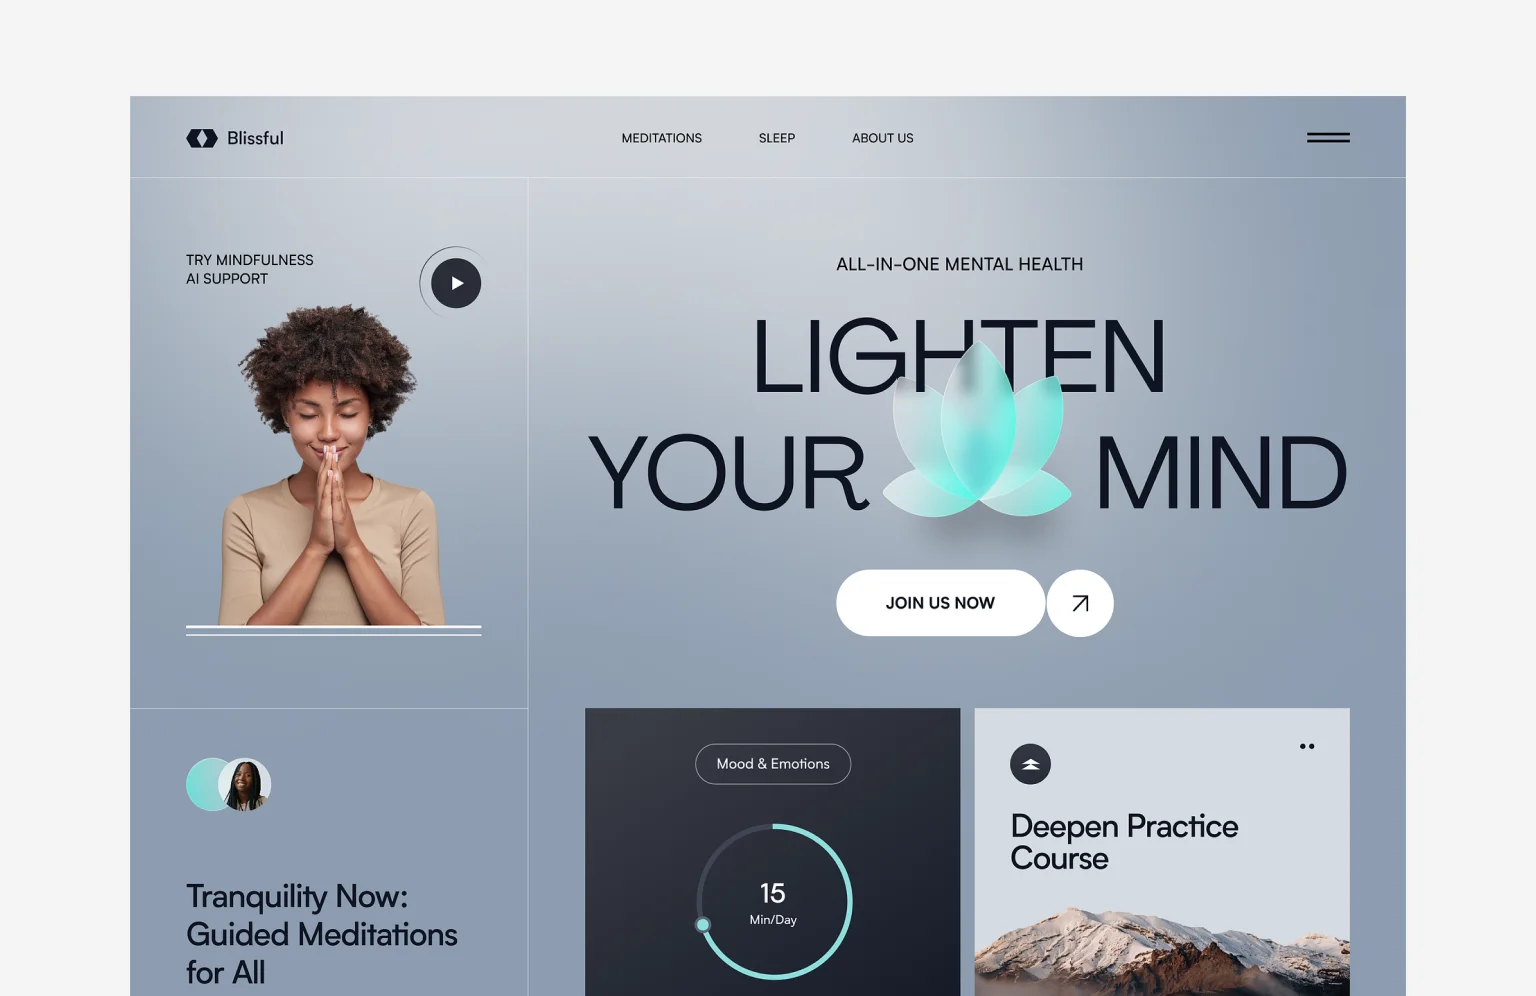 Blissful
MEDITATIONS
SLEEP
ABOUT US
TRY MINDFULNESS
AI SUPPORT
ALL-IN-ONE MENTAL HEALTH
LIGHTEN
YOUR MIND
JOIN US NOW
Tranquility Now:
Guided Meditations
for All
Mood & Emotions
15
Min/Day
Deepen Practice
Course